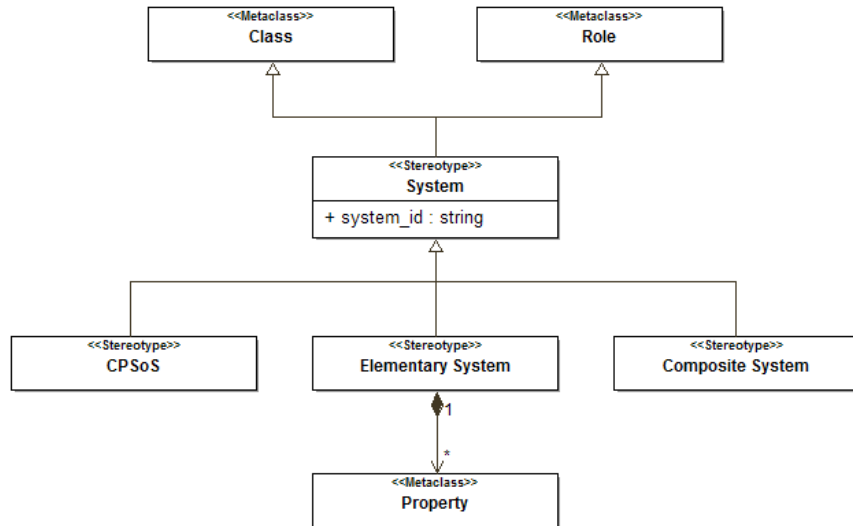 <<Metaclass>>
Class
<<Metaclass>>
Role
<<Stereotype>>
System
+ system_id : string
<<Stereotype>>
CPSoS
<<Stereotype>>
Elementary System
<<Stereotype>>
Composite System
1
*
<<Metaclass>>
Property